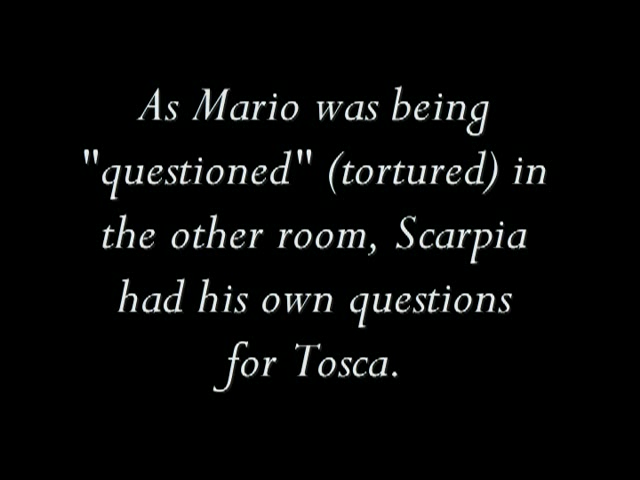 As Mario was being
"questioned" (tortured) in
the other room, Scarpia
had his own questions
for Tosca.